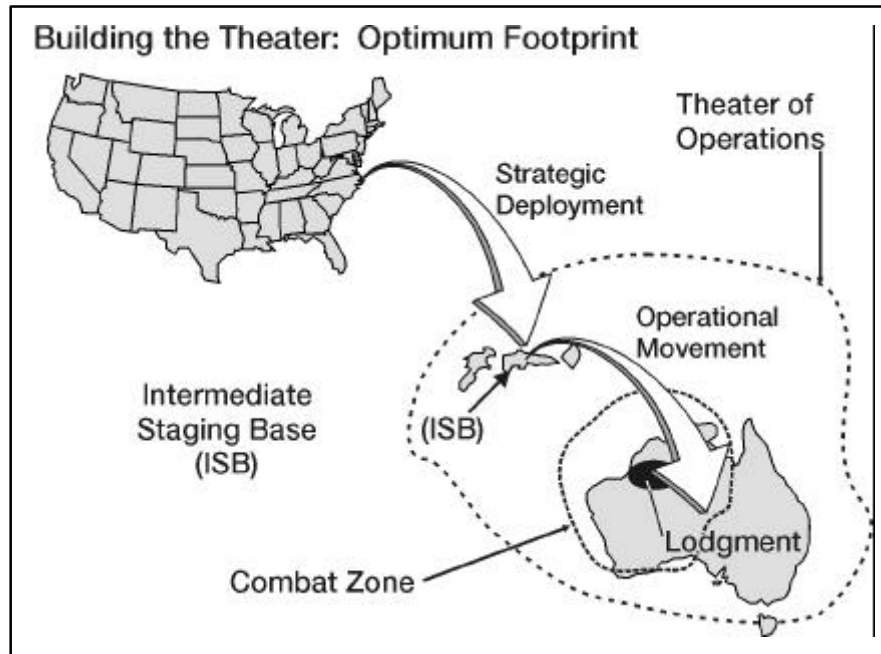 Building the Theater: Optimum Footprint
Theater of
Operations
Strategic
Deployment
Operational
Movement
Intermediate
Staging Base
(ISB)
(ISB)
Lodgment
Combat Zone